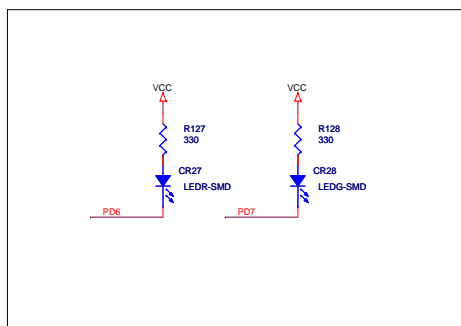 VCC VCC
R127 R128
330 330
CR27 CR28
LEDR-SMD LEDG-SMD
PD6 PD7